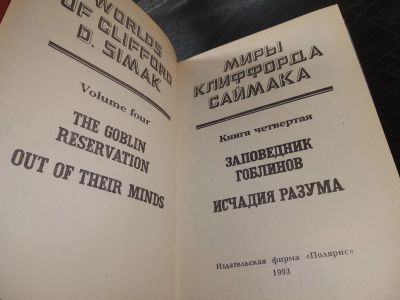 WORLDS
OF CLIFFORD
D. SIMAK
Volume four
THE GOBLIN
RESERVATION
OUT OF THEIR MINDS
МИРЫ
КЛИФФОРДА
САЙМАКА
Книга четвертая
ЗАПОВЕДНИК
ГОБЛИНОВ
ИСЧАДИЯ РАЗУМА
Издательская фирма «Полярис»
1993